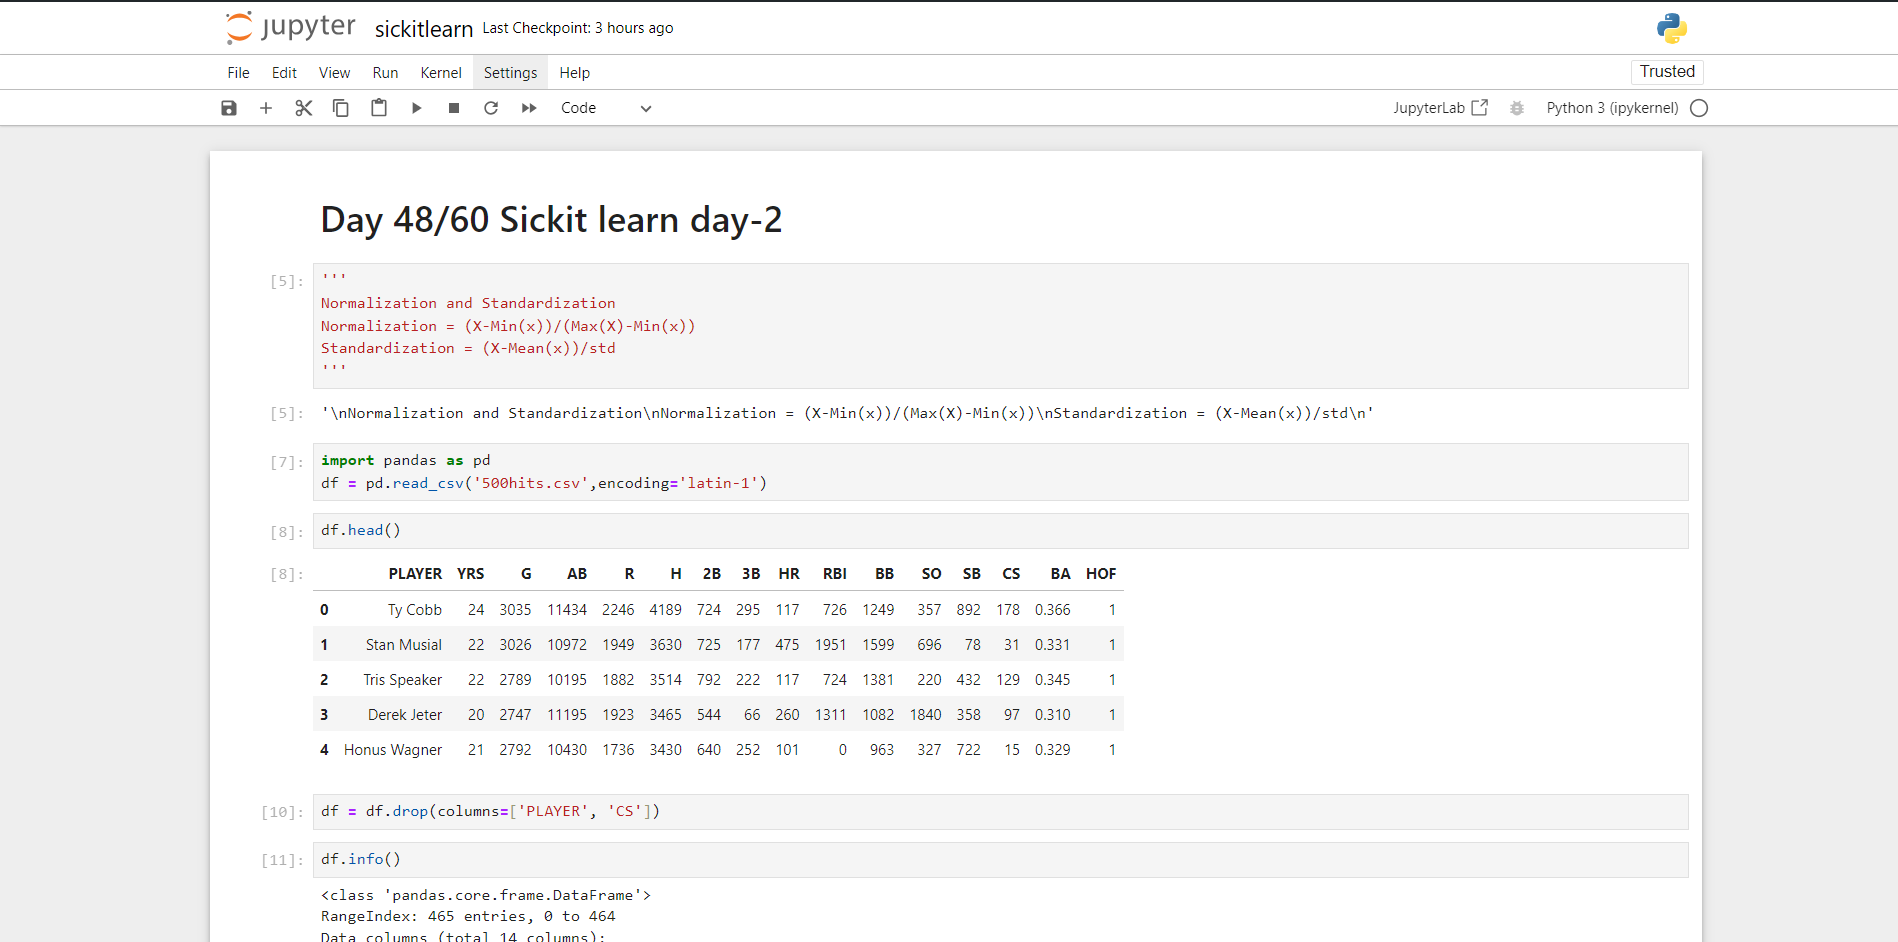 jupyter sickitlearn Last Checkpoint: 3 hours ago
File Edit View Run Kernel Settings Help Trusted
Code JupyterLab Python 3 (ipykernel)
Day 48/60 Sickit learn day-2
[5]: '''
Normalization and Standardization
Normalization = (X-Min(x))/(Max(X)-Min(x))
Standardization = (X-Mean(x))/std
'''
[5]: '\nNormalization and Standardization\nNormalization = (X-Min(x))/(Max(X)-Min(x))\nStandardization = (X-Mean(x))/std\n'
[7]: import pandas as pd
df = pd.read_csv('500hits.csv',encoding='latin-1')
[8]: df.head()
[8]: PLAYER YRS G AB R H 2B 3B HR RBI BB SO SB CS BA HOF
0 Ty Cobb 24 3035 11434 2246 4189 724 295 117 726 1249 357 892 178 0.366 1
1 Stan Musial 22 3026 10972 1949 3630 725 177 475 1951 1599 696 78 31 0.331 1
2 Tris Speaker 22 2789 10195 1882 3514 792 222 117 724 1381 220 432 129 0.345 1
3 Derek Jeter 20 2747 11195 1923 3465 544 66 260 1311 1082 1840 358 97 0.310 1
4 Honus Wagner 21 2792 10430 1736 3430 640 252 101 0 963 327 722 15 0.329 1
[10]: df = df.drop(columns=['PLAYER', 'CS'])
[11]: df.info()
<class 'pandas.core.frame.DataFrame'>
RangeIndex: 465 entries, 0 to 464
Data columns (total 14 columns):